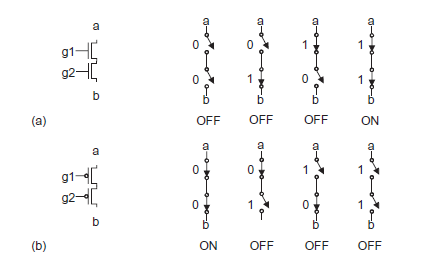 a a a a a
g1 0 0 1 1
g2 0 1 0 1
b b b b b
(a) OFF OFF OFF ON
a a a a a
g1 0 0 1 1
g2 0 1 0 1
b b b b b
(b) ON OFF OFF OFF